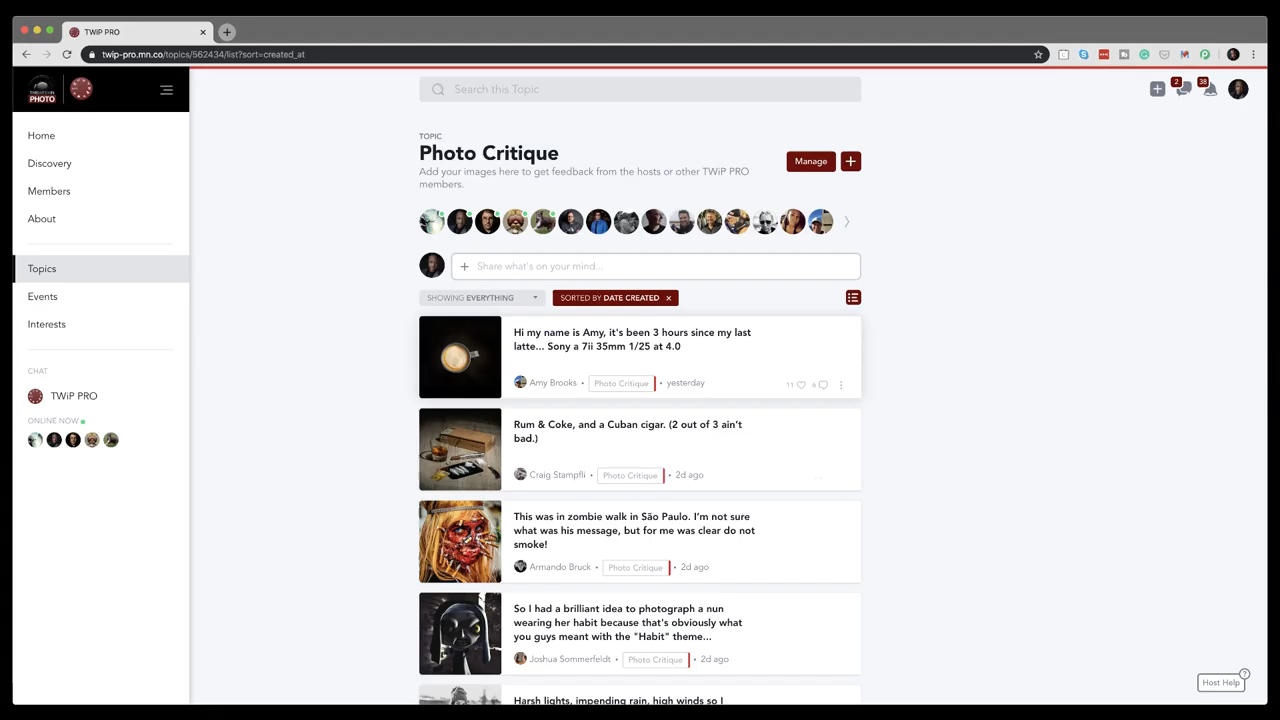 TWiP PRO
twip-pro.mn.co/topics/562434/list?sort=created_at
PHOTO
Search this Topic
2
38
Home
Discovery
Members
About
Topics
Events
Interests
CHAT
TWiP PRO
ONLINE NOW
TOPIC
Photo Critique
Add your images here to get feedback from the hosts or other TWiP PRO
members.
Manage
Share what's on your mind...
SHOWING EVERYTHING
SORTED BY DATE CREATED
Hi my name is Amy, it's been 3 hours since my last
latte... Sony a 7ii 35mm 1/25 at 4.0
Amy Brooks • Photo Critique • yesterday
11 6
Rum & Coke, and a Cuban cigar. (2 out of 3 ain't
bad.)
Craig Stampfli • Photo Critique • 2d ago
This was in zombie walk in São Paulo. I'm not sure
what was his message, but for me was clear do not
smoke!
Armando Bruck • Photo Critique • 2d ago
So I had a brilliant idea to photograph a nun
wearing her habit because that's obviously what
you guys meant with the "Habit" theme...
Joshua Sommerfeldt • Photo Critique • 2d ago
Harsh lights, impending rain, high winds so I
Host Help
?